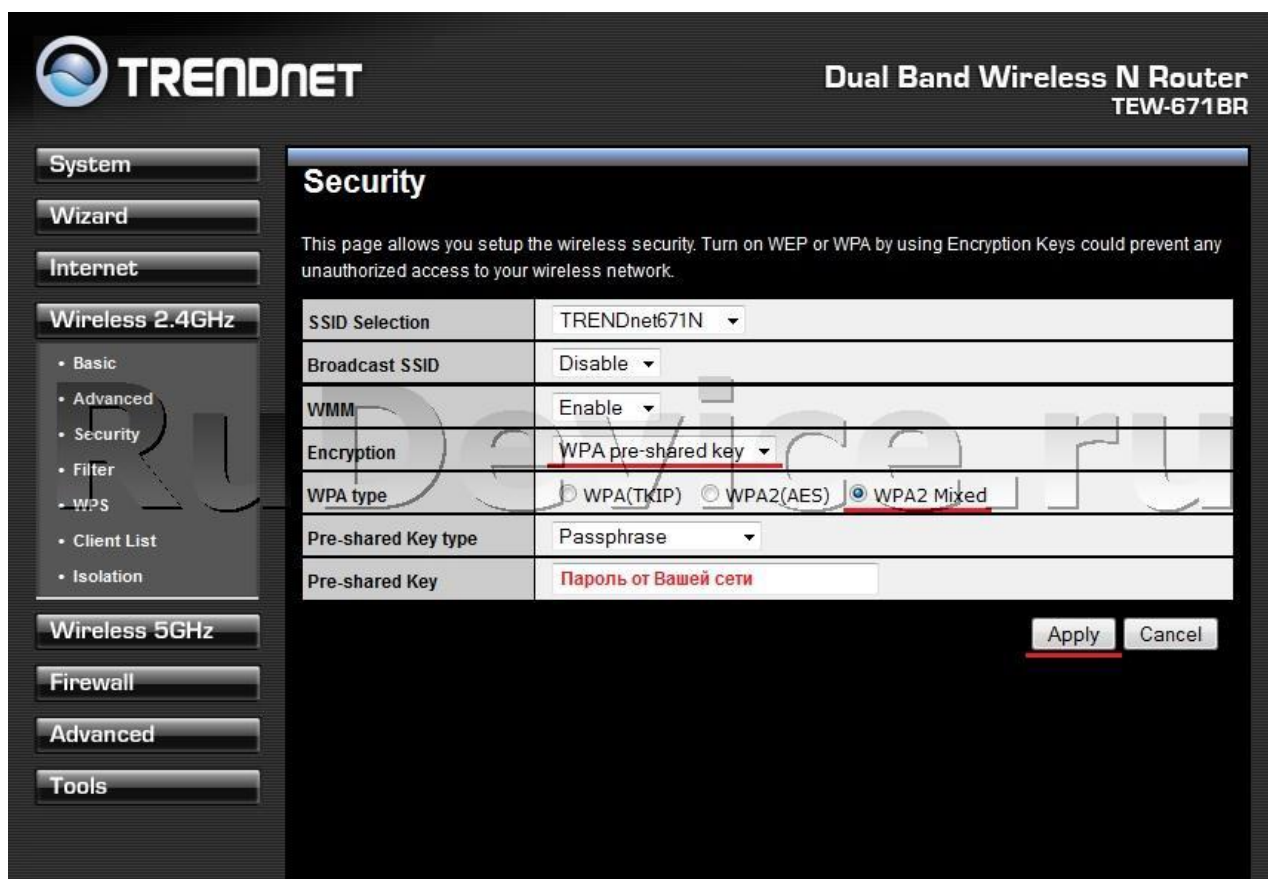 TRENDNET
Dual Band Wireless N Router
TEW-671BR
System
Wizard
Internet
Wireless 2.4GHz
• Basic
• Advanced
• Security
• Filter
• WPS
• Client List
• Isolation
Wireless 5GHz
Firewall
Advanced
Tools
Security
This page allows you setup the wireless security. Turn on WEP or WPA by using Encryption Keys could prevent any
unauthorized access to your wireless network.
SSID Selection TRENDnet671N
Broadcast SSID Disable
WMM Enable
Encryption WPA pre-shared key
WPA type WPA(TKIP) WPA2(AES) WPA2 Mixed
Pre-shared Key type Passphrase
Pre-shared Key Пароль от Вашей сети
Apply Cancel
RuDevice.ru